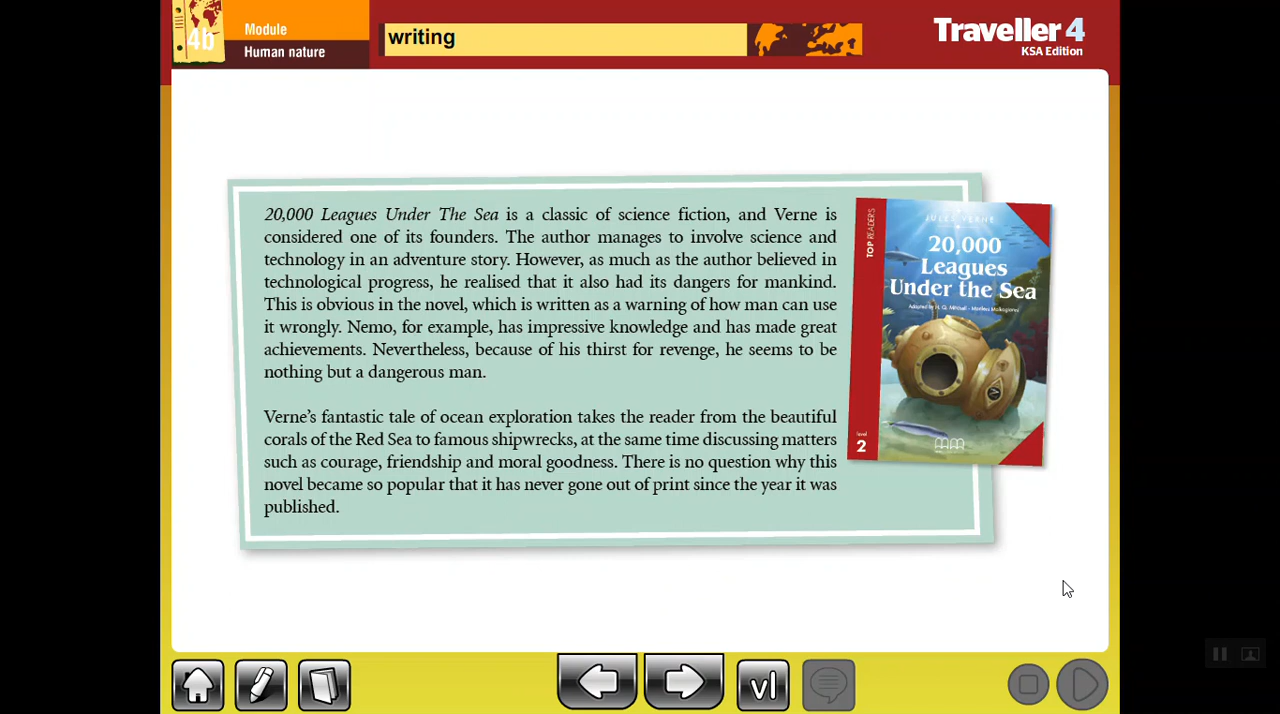 4b
Module
Human nature
writing
Traveller 4
KSA Edition
20,000 Leagues Under The Sea is a classic of science fiction, and Verne is
considered one of its founders. The author manages to involve science and
technology in an adventure story. However, as much as the author believed in
technological progress, he realised that it also had its dangers for mankind.
This is obvious in the novel, which is written as a warning of how man can use
it wrongly. Nemo, for example, has impressive knowledge and has made great
achievements. Nevertheless, because of his thirst for revenge, he seems to be
nothing but a dangerous man.
Verne's fantastic tale of ocean exploration takes the reader from the beautiful
corals of the Red Sea to famous shipwrecks, at the same time discussing matters
such as courage, friendship and moral goodness. There is no question why this
novel became so popular that it has never gone out of print since the year it was
published.
TOP READERS
JULES VERNE
20,000
Leagues
Under the Sea
Adapted by H. Q. Mitchell - Marileni Malkogianni
level
2
vl